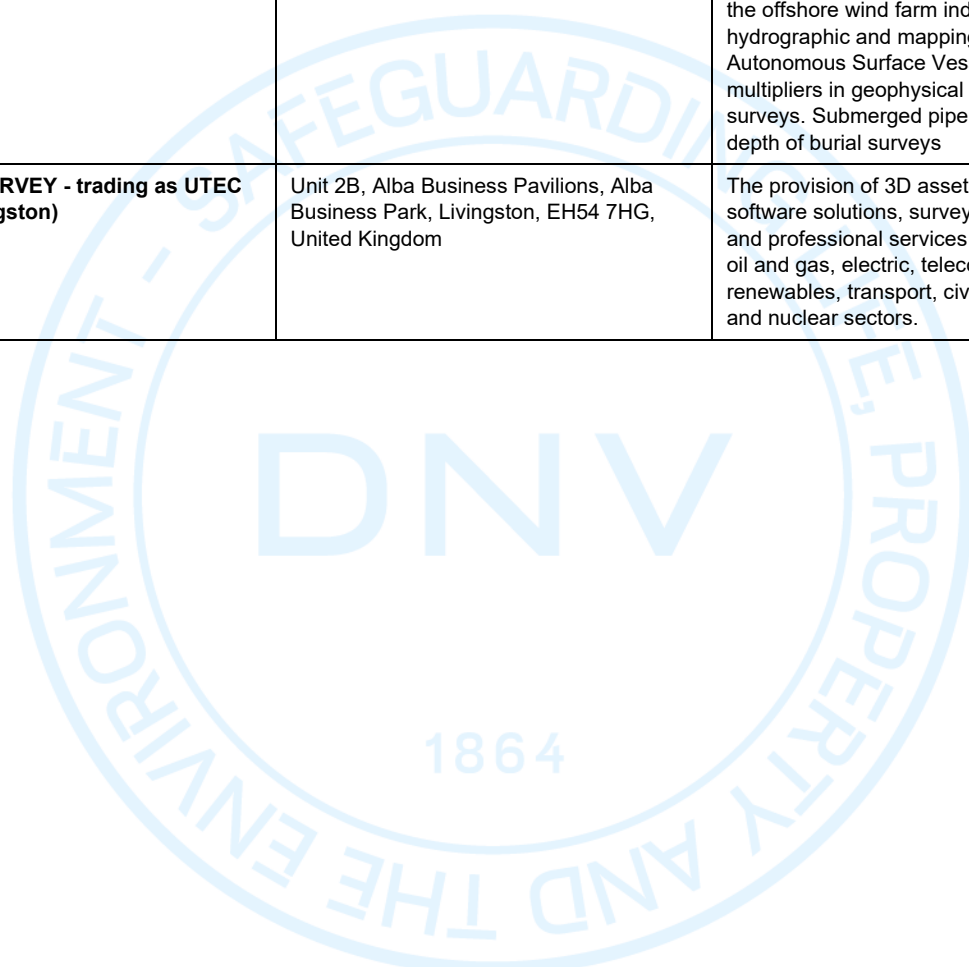 the offshore wind farm ind
hydrographic and mapping
Autonomous Surface Ves
multipliers in geophysical
surveys. Submerged pipe
depth of burial surveys
RVEY - trading as UTEC
gston)
Unit 2B, Alba Business Pavilions, Alba
Business Park, Livingston, EH54 7HG,
United Kingdom
The provision of 3D asset
software solutions, survey
and professional services
oil and gas, electric, telec
renewables, transport, civ
and nuclear sectors.
SAFEGUARDING LIFE, PROPERTY AND THE ENVIRONMENT -
DNV
1864